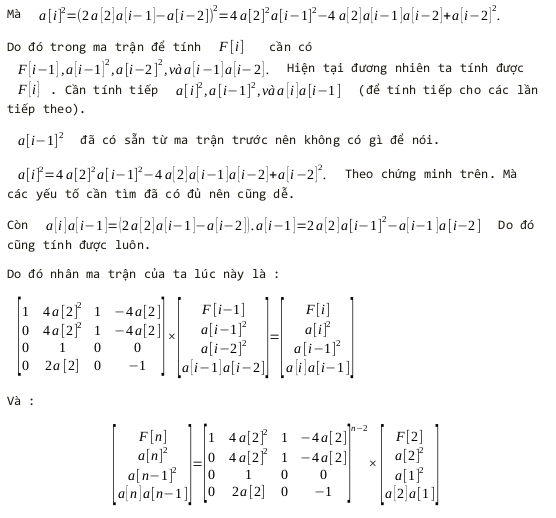 Mà a[i]²=(2a[2]a[i−1]−a[i−2])²=4a[2]²a[i−1]²−4a[2]a[i−1]a[i−2]+a[i−2]².
Do đó trong ma trận để tính F[i] cần có
F[i−1],a[i−1]²,a[i−2]²,và a[i−1]a[i−2]. Hiện tại đương nhiên ta tính được
F[i] . Cần tính tiếp a[i]²,a[i−1]²,và a[i]a[i−1] (để tính tiếp cho các lần
tiếp theo).
a[i−1]² đã có sẵn từ ma trận trước nên không có gì để nói.
a[i]²=4a[2]²a[i−1]²−4a[2]a[i−1]a[i−2]+a[i−2]². Theo chứng minh trên. Mà
các yếu tố cần tìm đã có đủ nên cũng dễ.
Còn a[i]a[i−1]=(2a[2]a[i−1]−a[i−2]).a[i−1]=2a[2]a[i−1]²−a[i−1]a[i−2] Do đó
cũng tính được luôn.
Do đó nhân ma trận của ta lúc này là :
[1 4a[2]² 1 −4a[2]] [F[i−1]] [F[i]]
[0 4a[2]² 1 −4a[2]] × [a[i−1]²] = [a[i]²]
[0 1 0 0] [a[i−2]²] [a[i−1]²]
[0 2a[2] 0 −1] [a[i−1]a[i−2]] [a[i]a[i−1]]
Và :
[F[n]] [1 4a[2]² 1 −4a[2]]ⁿ⁻² [F[2]]
[a[n]²] = [0 4a[2]² 1 −4a[2]] × [a[2]²]
[a[n−1]²] [0 1 0 0] [a[1]²]
[a[n]a[n−1]] [0 2a[2] 0 −1] [a[2]a[1]]